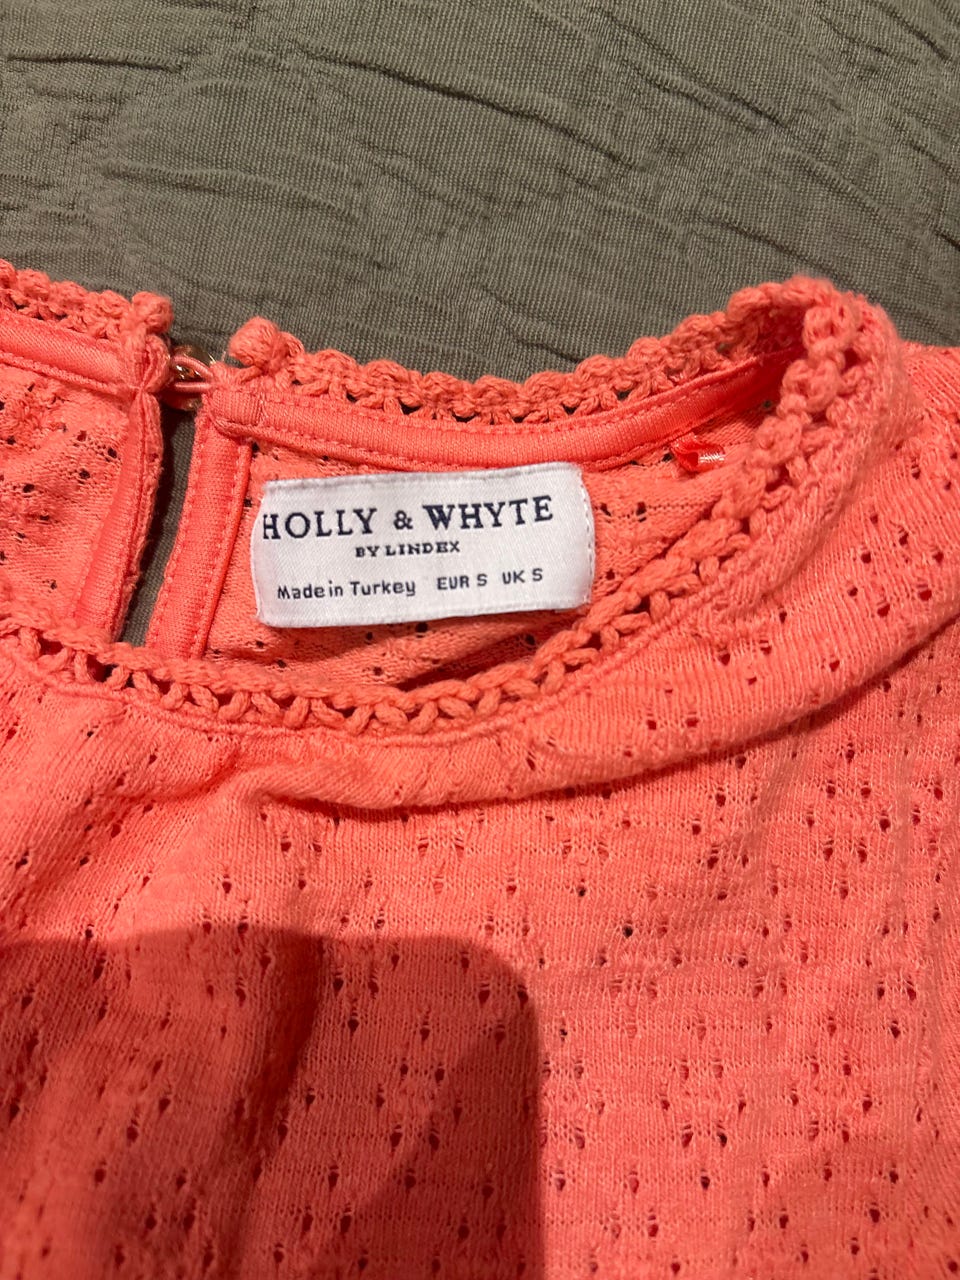 HOLLY & WHYTE
BY LINDEX
Made in Turkey EUR S UK S